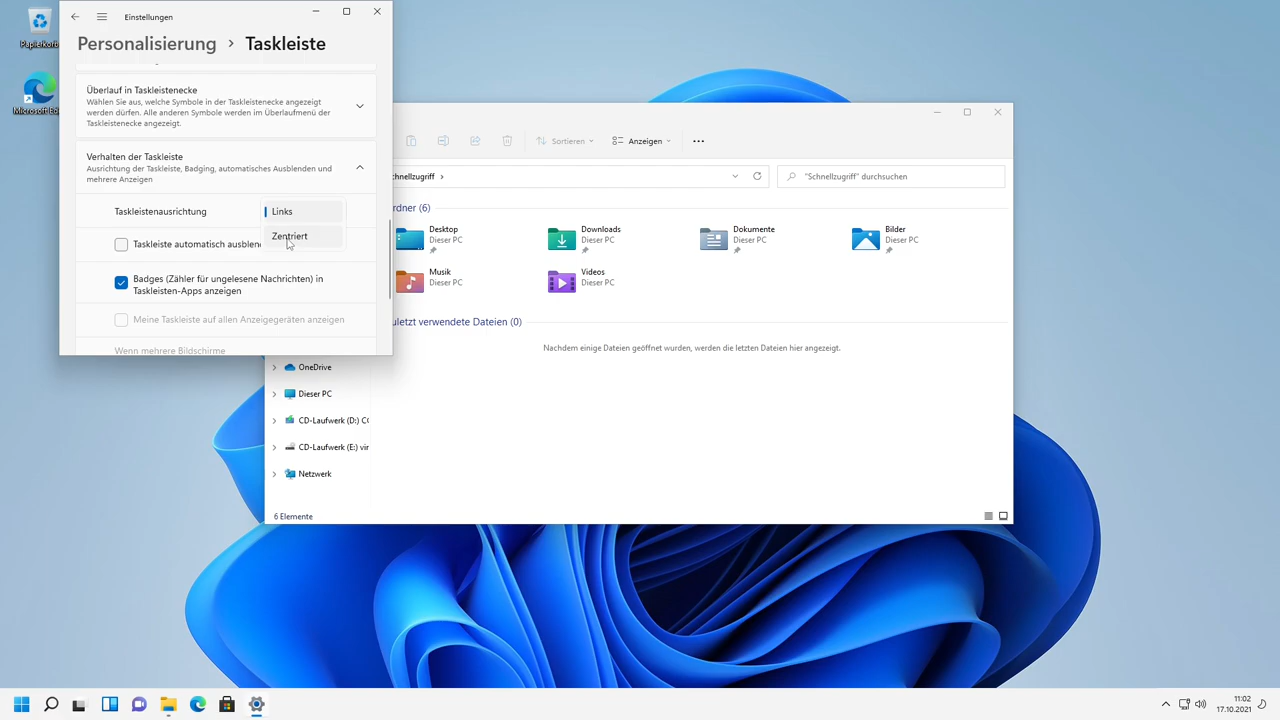 Papierkorb
Einstellungen
Personalisierung › Taskleiste
Überlauf in Taskleistenecke
Wählen Sie aus, welche Symbole in der Taskleistenecke angezeigt
werden dürfen. Alle anderen Symbole werden im Überlaufmenü der
Taskleistenecke angezeigt.
Verhalten der Taskleiste
Ausrichtung der Taskleiste, Badging, automatisches Ausblenden und
mehrere Anzeigen
Taskleistenausrichtung
Links
Zentriert
Taskleiste automatisch ausblend
Badges (Zähler für ungelesene Nachrichten) in
Taskleisten-Apps anzeigen
Meine Taskleiste auf allen Anzeigegeräten anzeigen
Wenn mehrere Bildschirme
Microsoft Ed
Sortieren
Anzeigen
chnellzugriff ›
"Schnellzugriff" durchsuchen
rdner (6)
Desktop
Dieser PC
Downloads
Dieser PC
Dokumente
Dieser PC
Bilder
Dieser PC
Musik
Dieser PC
Videos
Dieser PC
uletzt verwendete Dateien (0)
Nachdem einige Dateien geöffnet wurden, werden die letzten Dateien hier angezeigt.
OneDrive
Dieser PC
CD-Laufwerk (D:) CC
CD-Laufwerk (E:) vir
Netzwerk
6 Elemente
11:02
17.10.2021